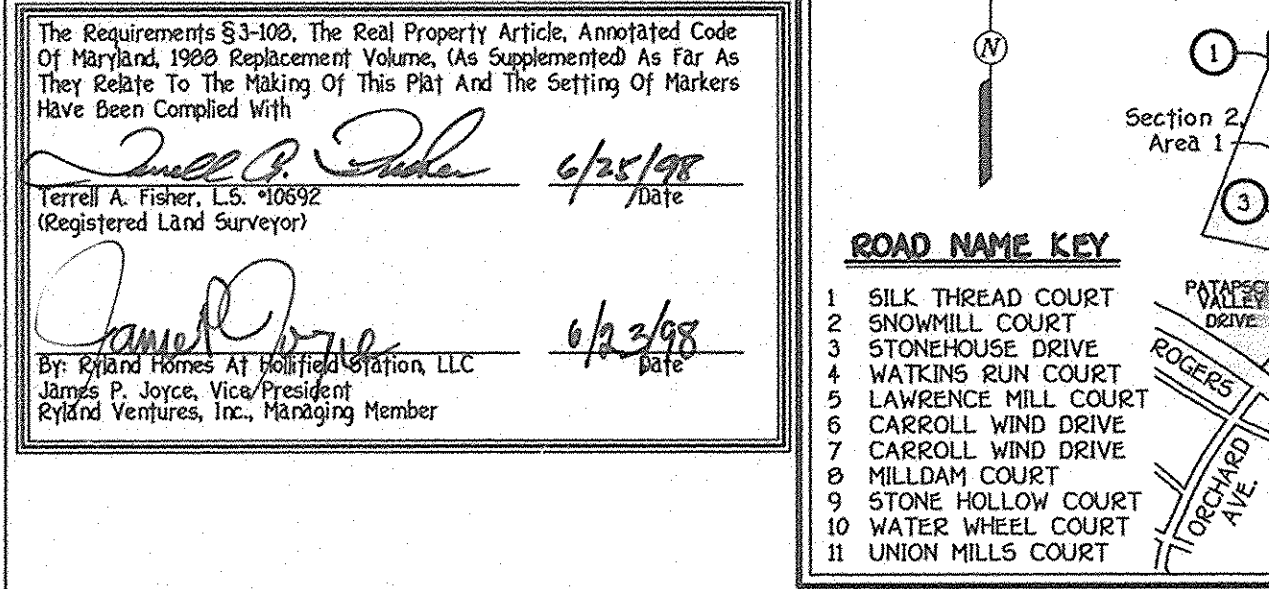 The Requirements §3-108, The Real Property Article, Annotated Code
Of Maryland, 1988 Replacement Volume, (As Supplemented) As Far As
They Relate To The Making Of This Plat And The Setting Of Markers
Have Been Complied With
Terrell A. Fisher 6/25/98
Terrell A. Fisher, L.S. #10692 Date
(Registered Land Surveyor)
James P. Joyce 6/23/98
By: Ryland Homes At Hollifield Station, LLC Date
James P. Joyce, Vice President
Ryland Ventures, Inc., Managing Member
N
1
Section 2,
Area 1
3
ROAD NAME KEY
1 SILK THREAD COURT
2 SNOWMILL COURT
3 STONEHOUSE DRIVE
4 WATKINS RUN COURT
5 LAWRENCE MILL COURT
6 CARROLL WIND DRIVE
7 CARROLL WIND DRIVE
8 MILLDAM COURT
9 STONE HOLLOW COURT
10 WATER WHEEL COURT
11 UNION MILLS COURT
VALLEY
DRIVE
ROGERS
ORCHARD
AVE.